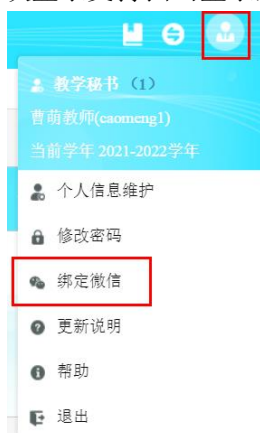 教学秘书（1）
曹萌教师(caomeng1)
当前学年 2021-2022学年
个人信息维护
修改密码
绑定微信
更新说明
帮助
退出